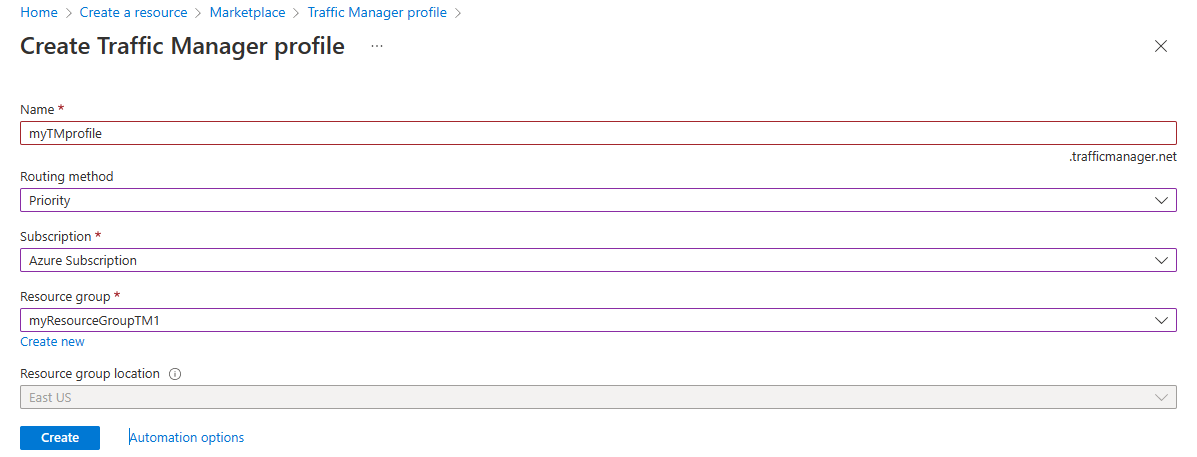 Home > Create a resource > Marketplace > Traffic Manager profile >
Create Traffic Manager profile ...
Name *
myTMprofile
.trafficmanager.net
Routing method
Priority
Subscription *
Azure Subscription
Resource group *
myResourceGroupTM1
Create new
Resource group location
East US
Create Automation options